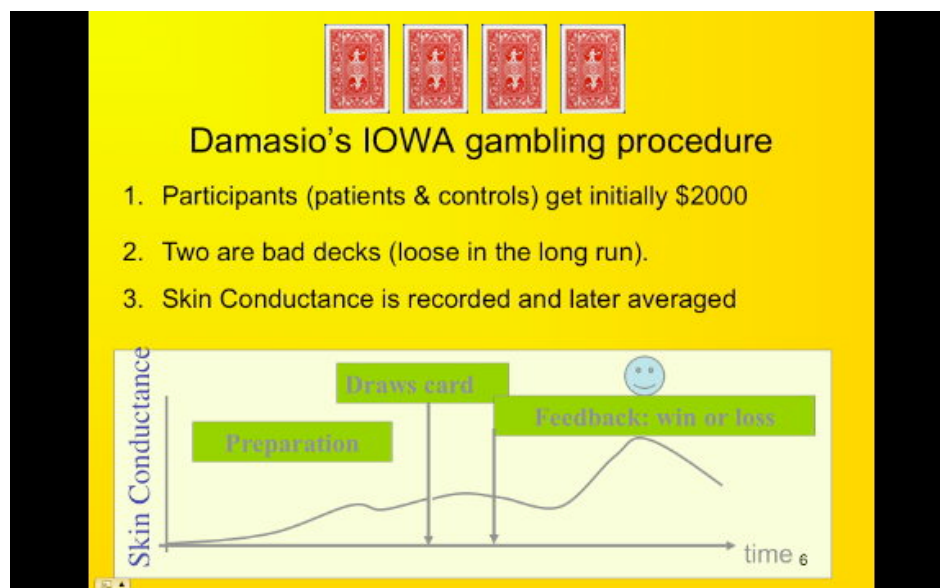 Damasio's IOWA gambling procedure
1. Participants (patients & controls) get initially $2000
2. Two are bad decks (loose in the long run).
3. Skin Conductance is recorded and later averaged
Skin Conductance
Draws card
Feedback: win or loss
Preparation
time 6